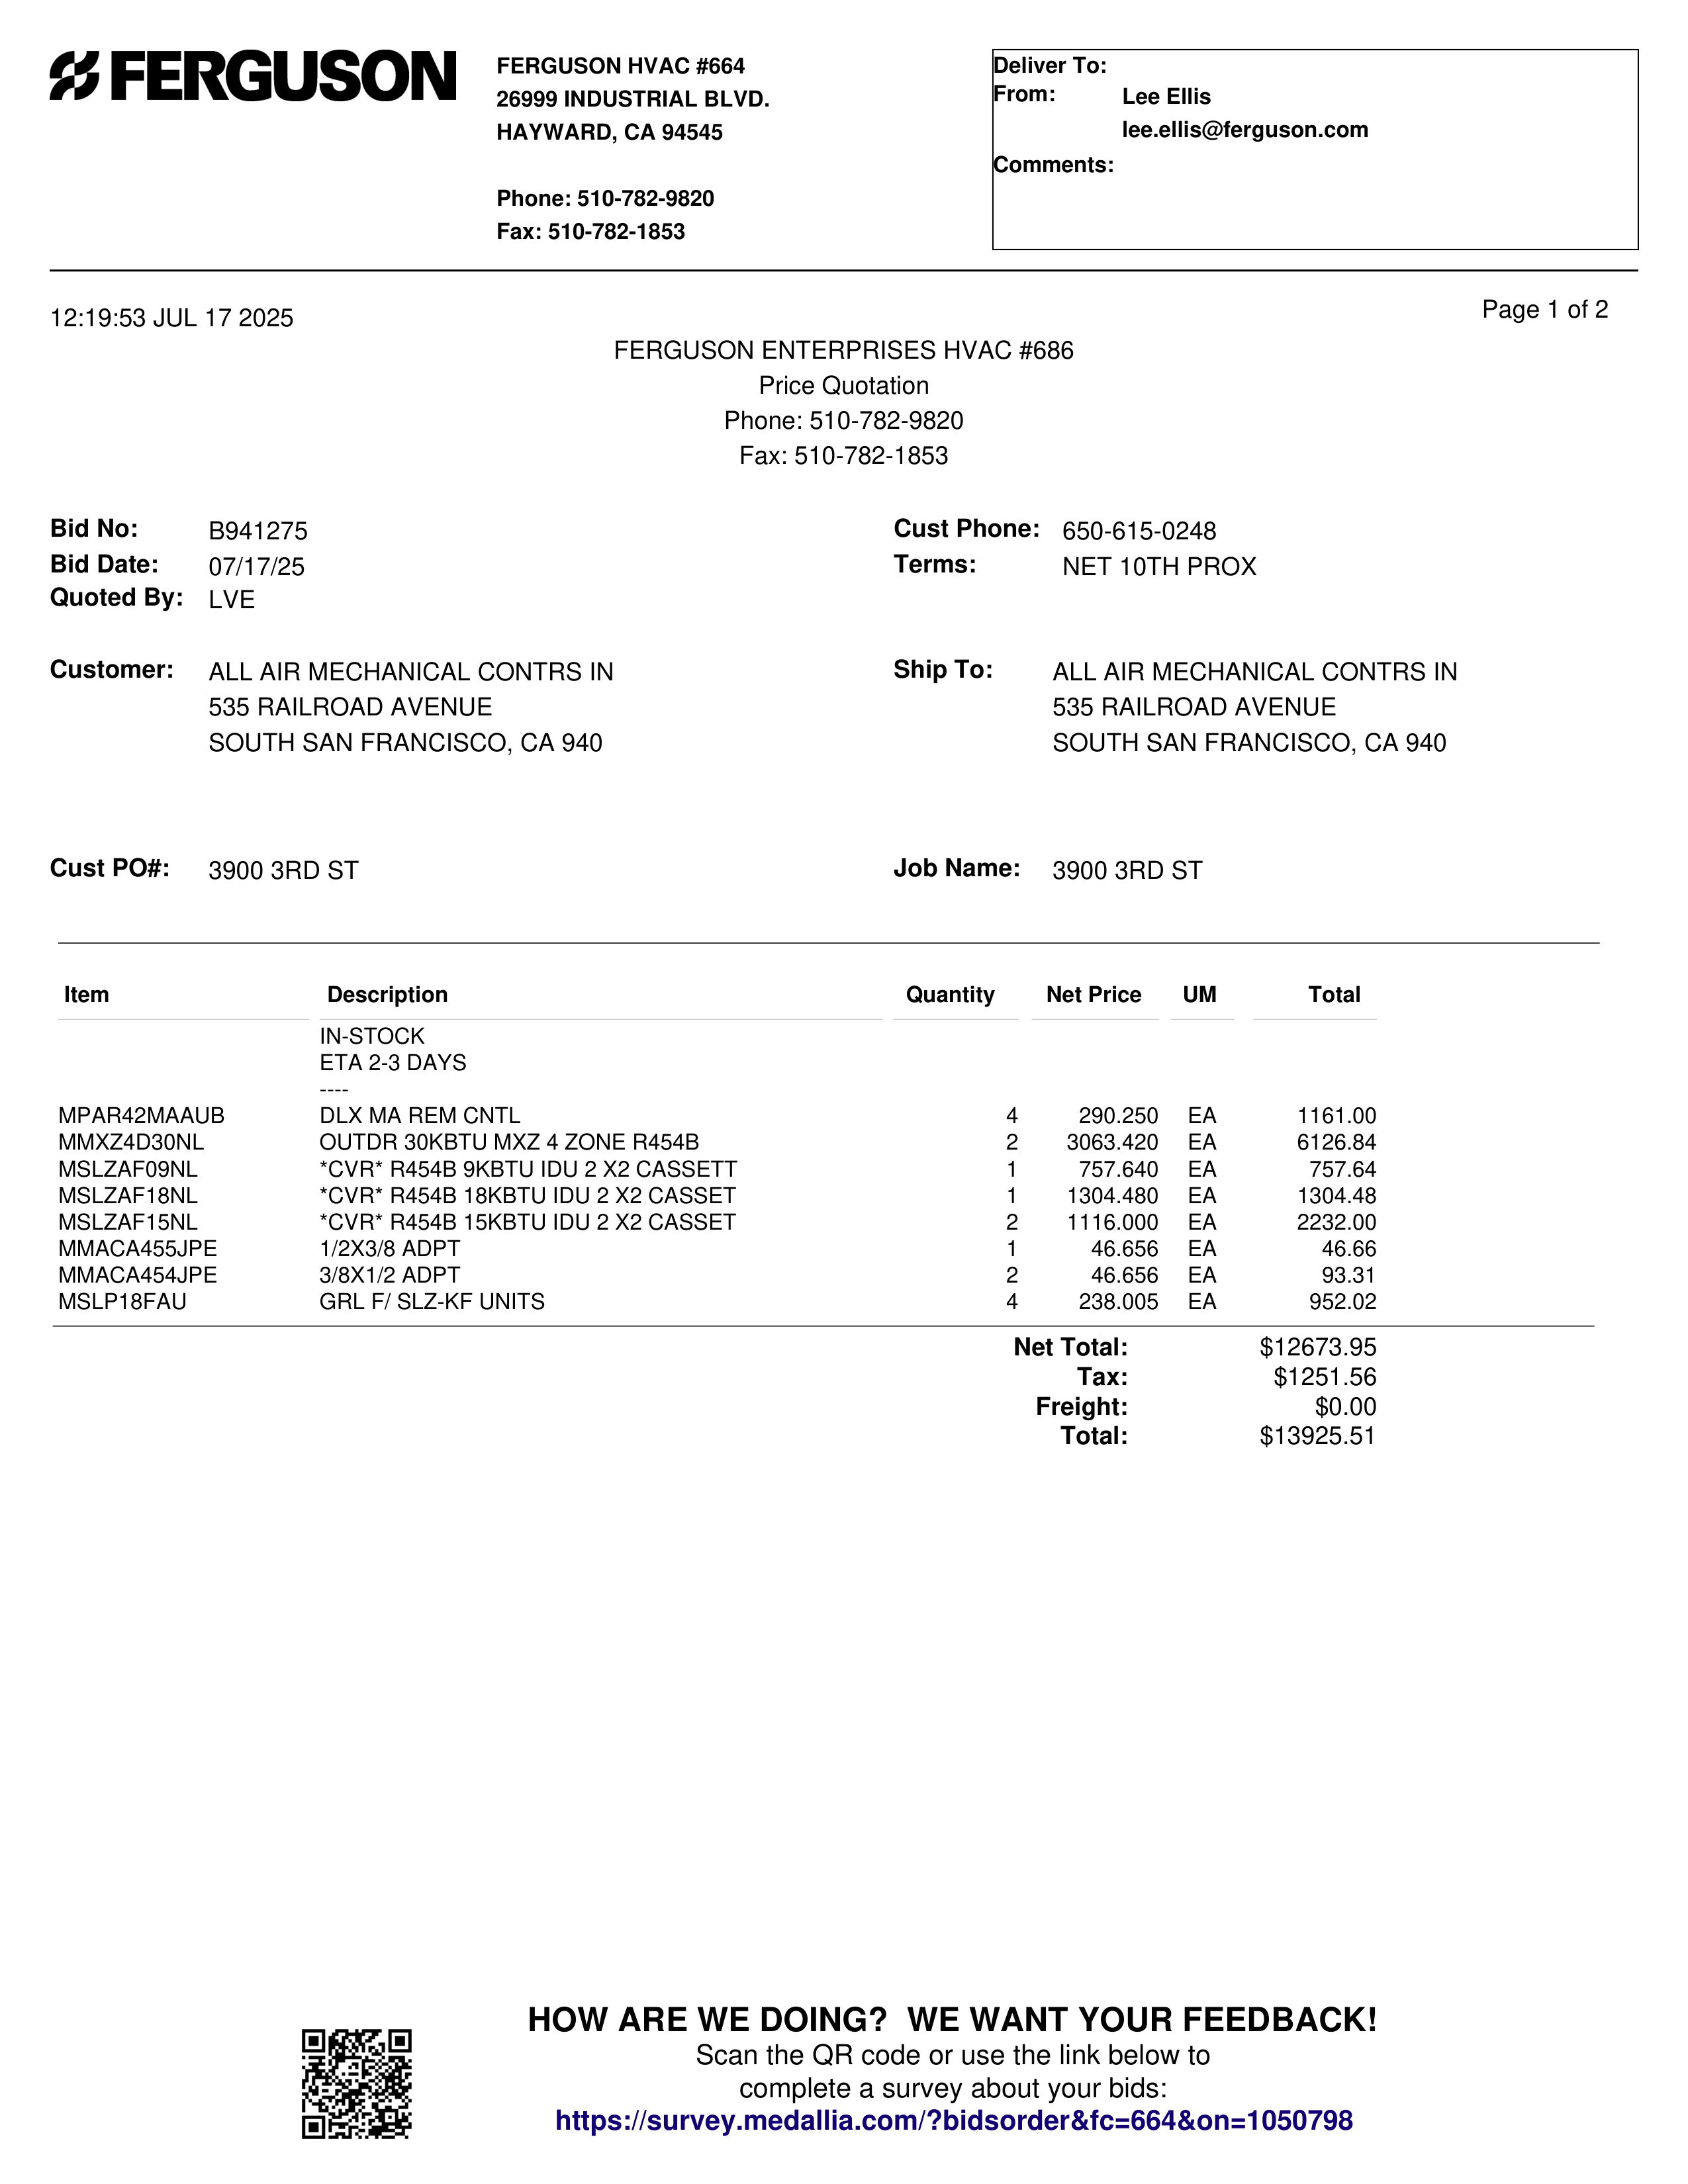 FERGUSON
FERGUSON HVAC #664
26999 INDUSTRIAL BLVD.
HAYWARD, CA 94545
Phone: 510-782-9820
Fax: 510-782-1853
Deliver To:
From: Lee Ellis
lee.ellis@ferguson.com
Comments:
12:19:53 JUL 17 2025
Page 1 of 2
FERGUSON ENTERPRISES HVAC #686
Price Quotation
Phone: 510-782-9820
Fax: 510-782-1853
Bid No: B941275
Bid Date: 07/17/25
Quoted By: LVE
Cust Phone: 650-615-0248
Terms: NET 10TH PROX
Customer: ALL AIR MECHANICAL CONTRS IN
535 RAILROAD AVENUE
SOUTH SAN FRANCISCO, CA 940
Ship To: ALL AIR MECHANICAL CONTRS IN
535 RAILROAD AVENUE
SOUTH SAN FRANCISCO, CA 940
Cust PO#: 3900 3RD ST
Job Name: 3900 3RD ST
Item Description Quantity Net Price UM Total
IN-STOCK
ETA 2-3 DAYS
----
MPAR42MAAUB DLX MA REM CNTL 4 290.250 EA 1161.00
MMXZ4D30NL OUTDR 30KBTU MXZ 4 ZONE R454B 2 3063.420 EA 6126.84
MSLZAF09NL *CVR* R454B 9KBTU IDU 2 X2 CASSETT 1 757.640 EA 757.64
MSLZAF18NL *CVR* R454B 18KBTU IDU 2 X2 CASSET 1 1304.480 EA 1304.48
MSLZAF15NL *CVR* R454B 15KBTU IDU 2 X2 CASSET 2 1116.000 EA 2232.00
MMACA455JPE 1/2X3/8 ADPT 1 46.656 EA 46.66
MMACA454JPE 3/8X1/2 ADPT 2 46.656 EA 93.31
MSLP18FAU GRL F/ SLZ-KF UNITS 4 238.005 EA 952.02
Net Total: $12673.95
Tax: $1251.56
Freight: $0.00
Total: $13925.51
HOW ARE WE DOING? WE WANT YOUR FEEDBACK!
Scan the QR code or use the link below to
complete a survey about your bids:
https://survey.medallia.com/?bidsorder&fc=664&on=1050798